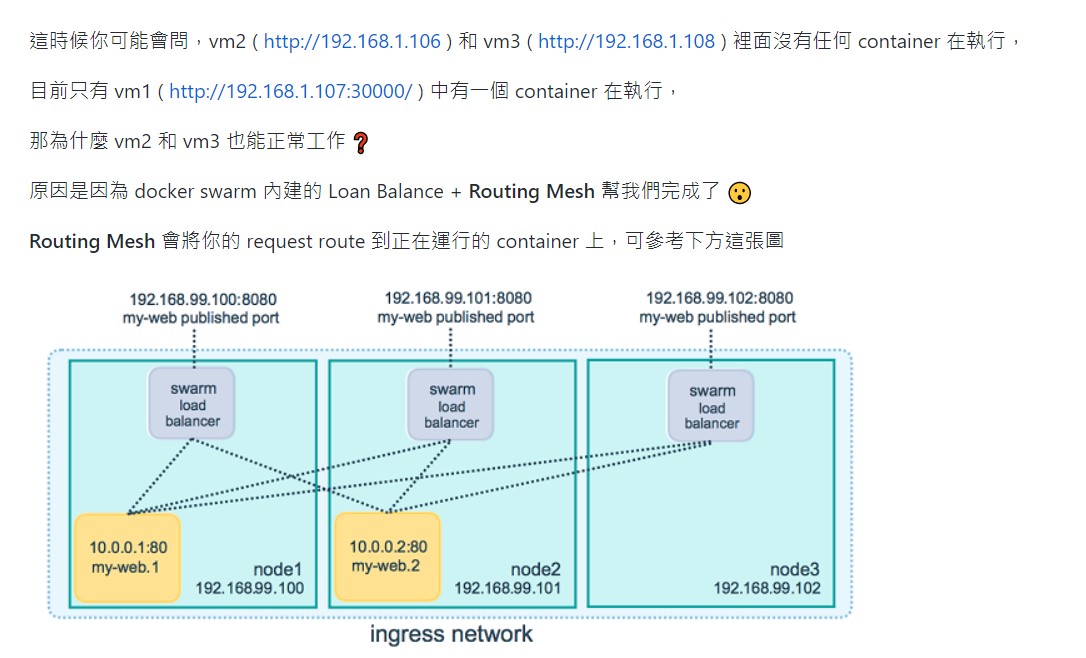 這時候你可能會問，vm2 ( http://192.168.1.106 ) 和 vm3 ( http://192.168.1.108 ) 裡面沒有任何 container 在執行，
目前只有 vm1 ( http://192.168.1.107:30000/ ) 中有一個 container 在執行，
那為什麼 vm2 和 vm3 也能正常工作❓
原因是因為 docker swarm 內建的 Loan Balance + Routing Mesh 幫我們完成了 😮
Routing Mesh 會將你的 request route 到正在運行的 container 上，可參考下方這張圖
192.168.99.100:8080
my-web published port
192.168.99.101:8080
my-web published port
192.168.99.102:8080
my-web published port
swarm
load
balancer
swarm
load
balancer
swarm
load
balancer
10.0.0.1:80
my-web.1
node1
192.168.99.100
10.0.0.2:80
my-web.2
node2
192.168.99.101
node3
192.168.99.102
ingress network